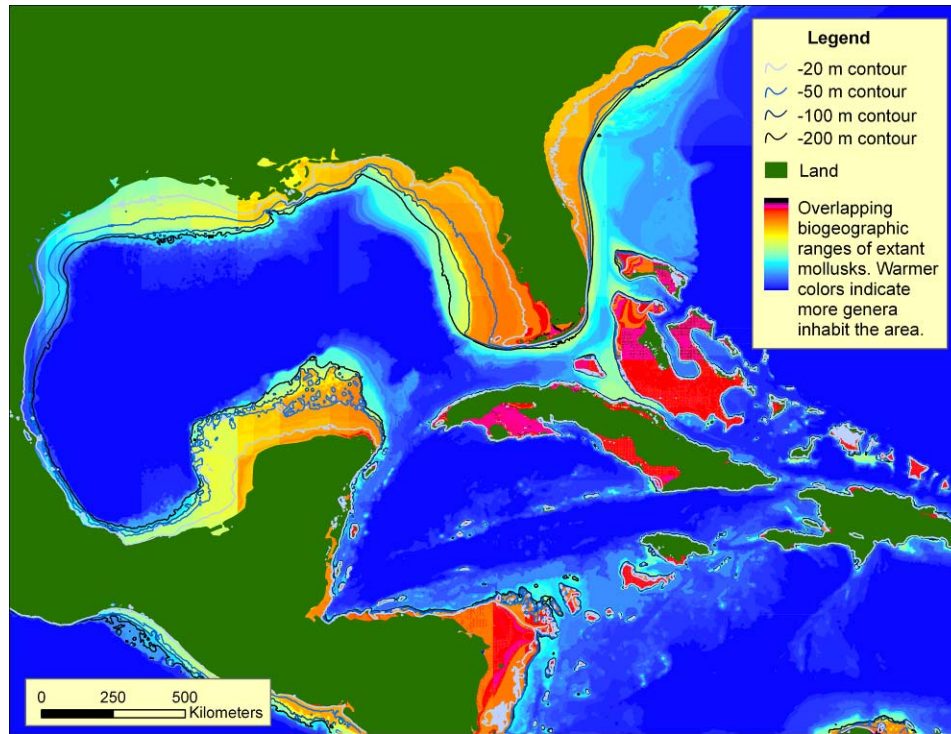 Legend
-20 m contour
-50 m contour
-100 m contour
-200 m contour
Land
Overlapping
biogeographic
ranges of extant
mollusks. Warmer
colors indicate
more genera
inhabit the area.
0 250 500
Kilometers